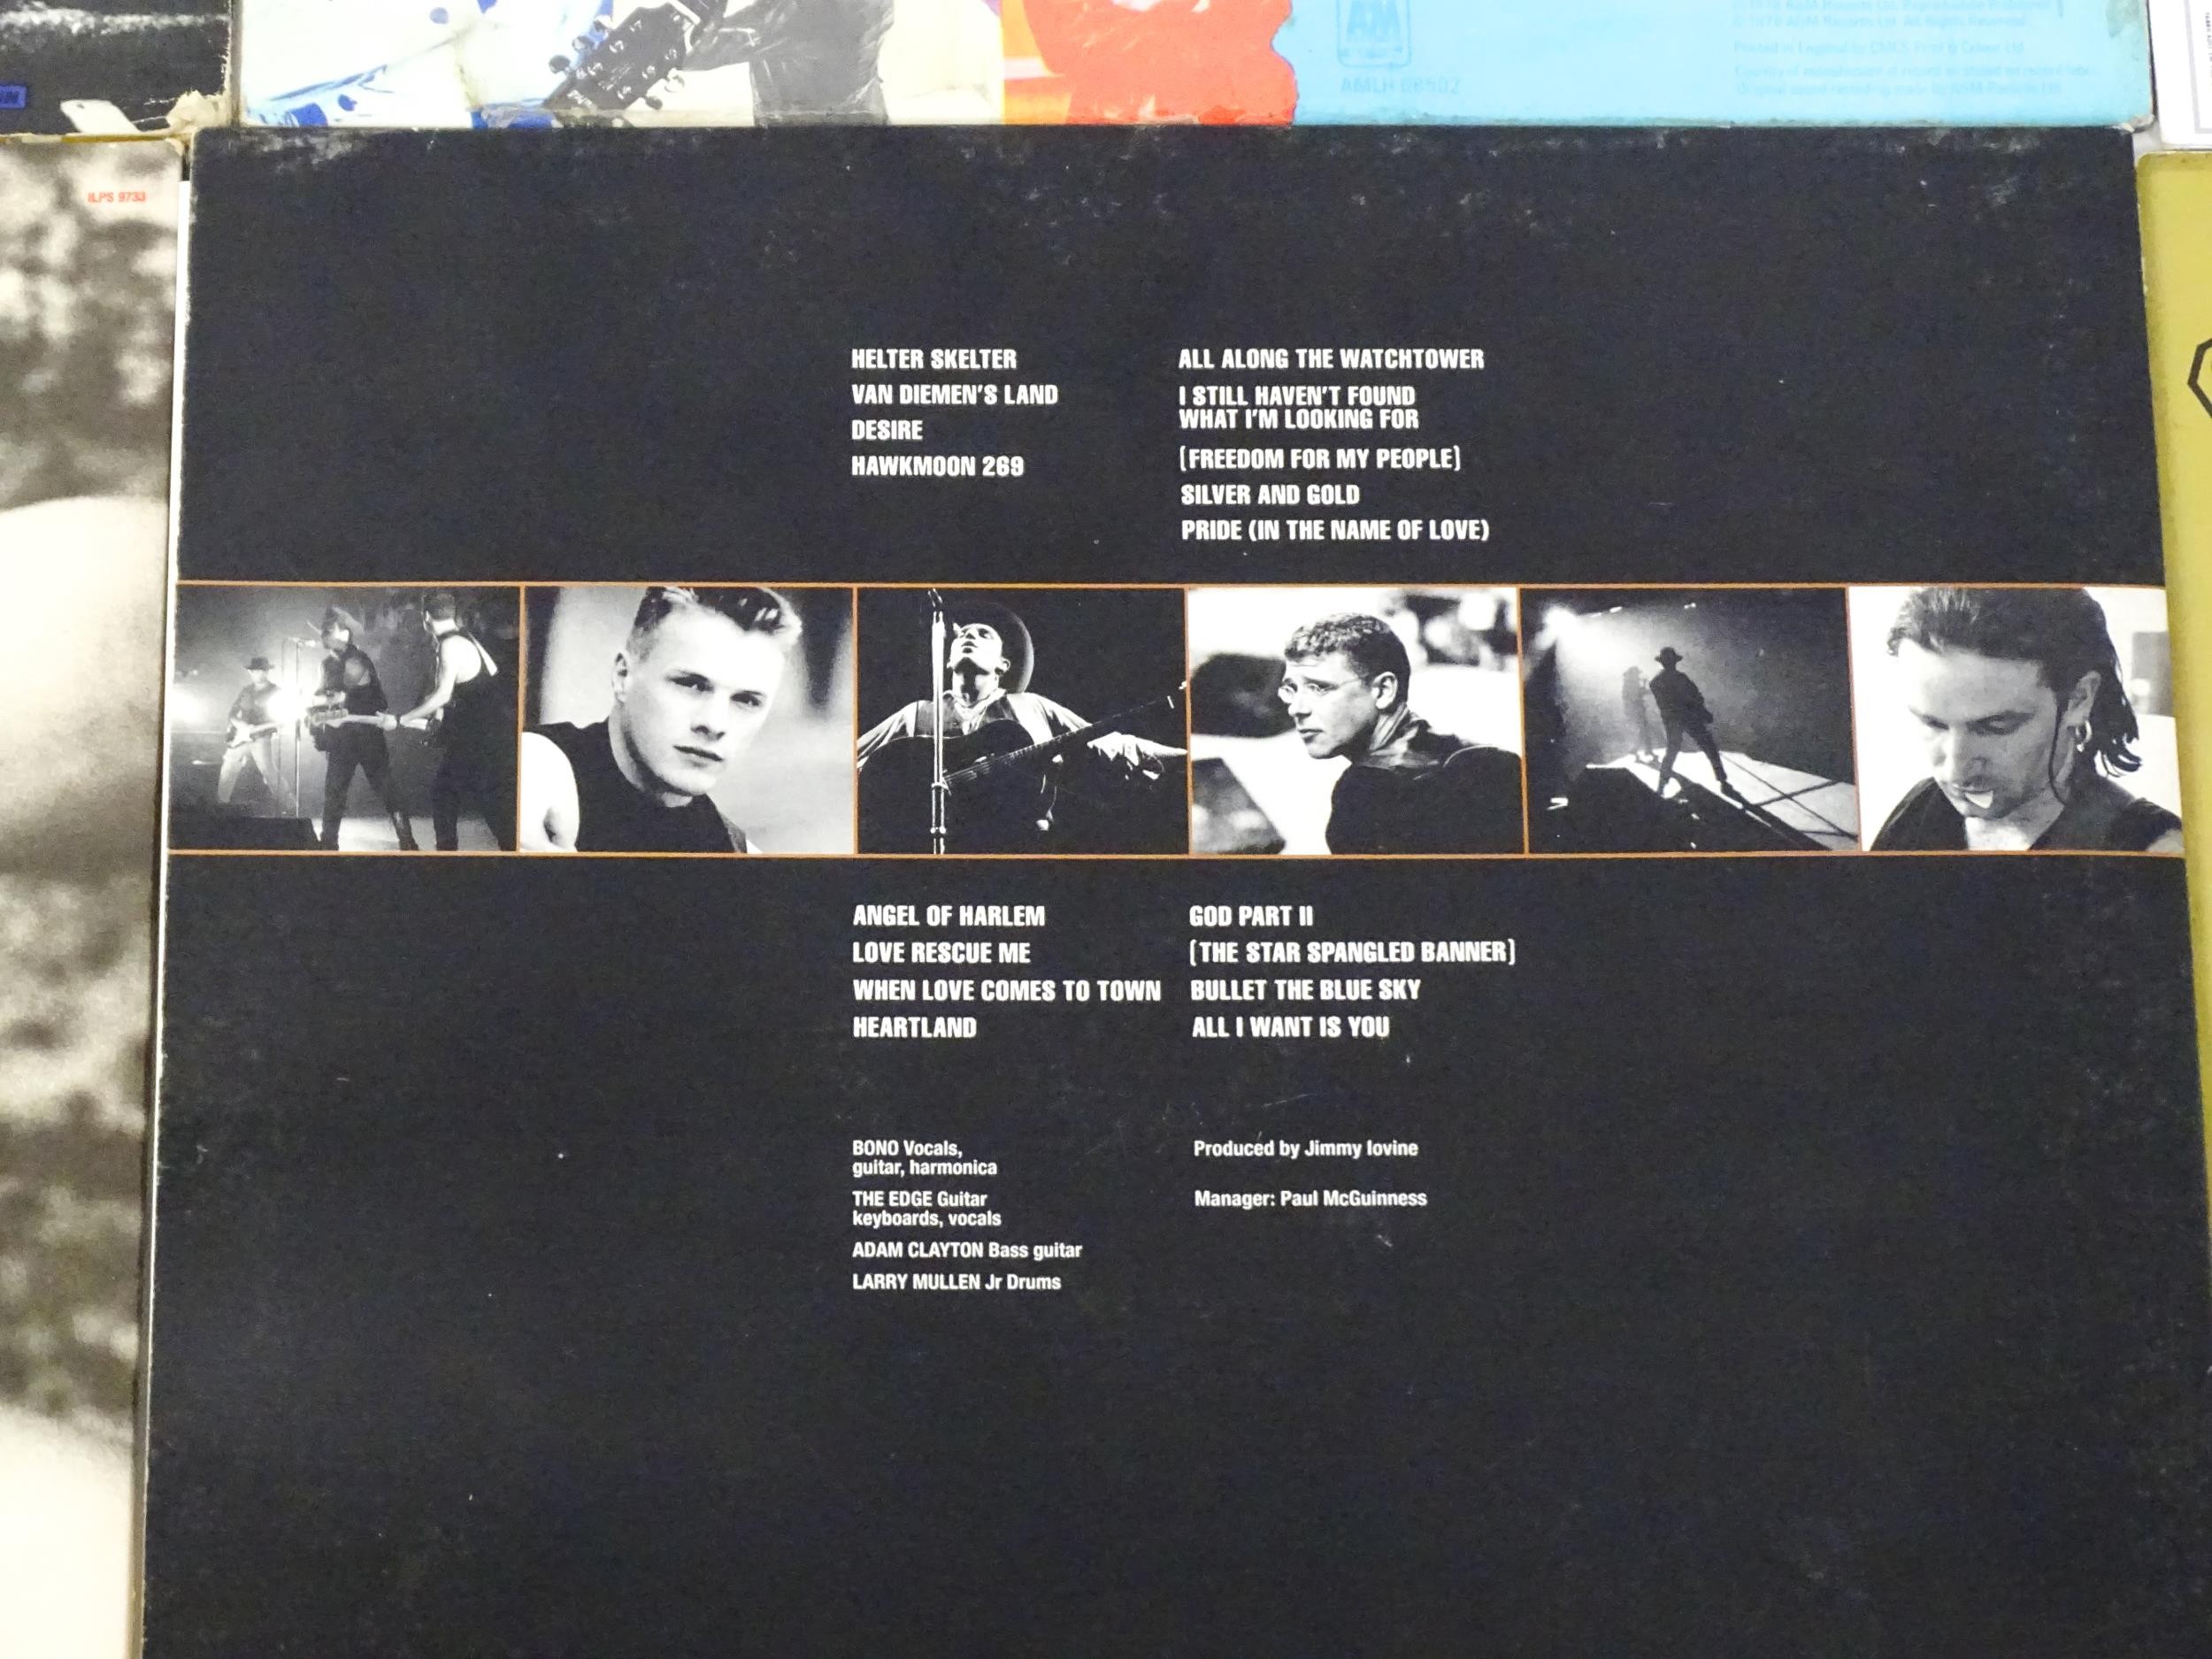 A&M
AMLH 68502
ILPS 9733
HELTER SKELTER
VAN DIEMEN'S LAND
DESIRE
HAWKMOON 269
ALL ALONG THE WATCHTOWER
I STILL HAVEN'T FOUND
WHAT I'M LOOKING FOR
(FREEDOM FOR MY PEOPLE)
SILVER AND GOLD
PRIDE (IN THE NAME OF LOVE)
ANGEL OF HARLEM
LOVE RESCUE ME
WHEN LOVE COMES TO TOWN
HEARTLAND
GOD PART II
(THE STAR SPANGLED BANNER)
BULLET THE BLUE SKY
ALL I WANT IS YOU
BONO Vocals,
guitar, harmonica
THE EDGE Guitar
keyboards, vocals
ADAM CLAYTON Bass guitar
LARRY MULLEN Jr Drums
Produced by Jimmy Iovine
Manager: Paul McGuinness